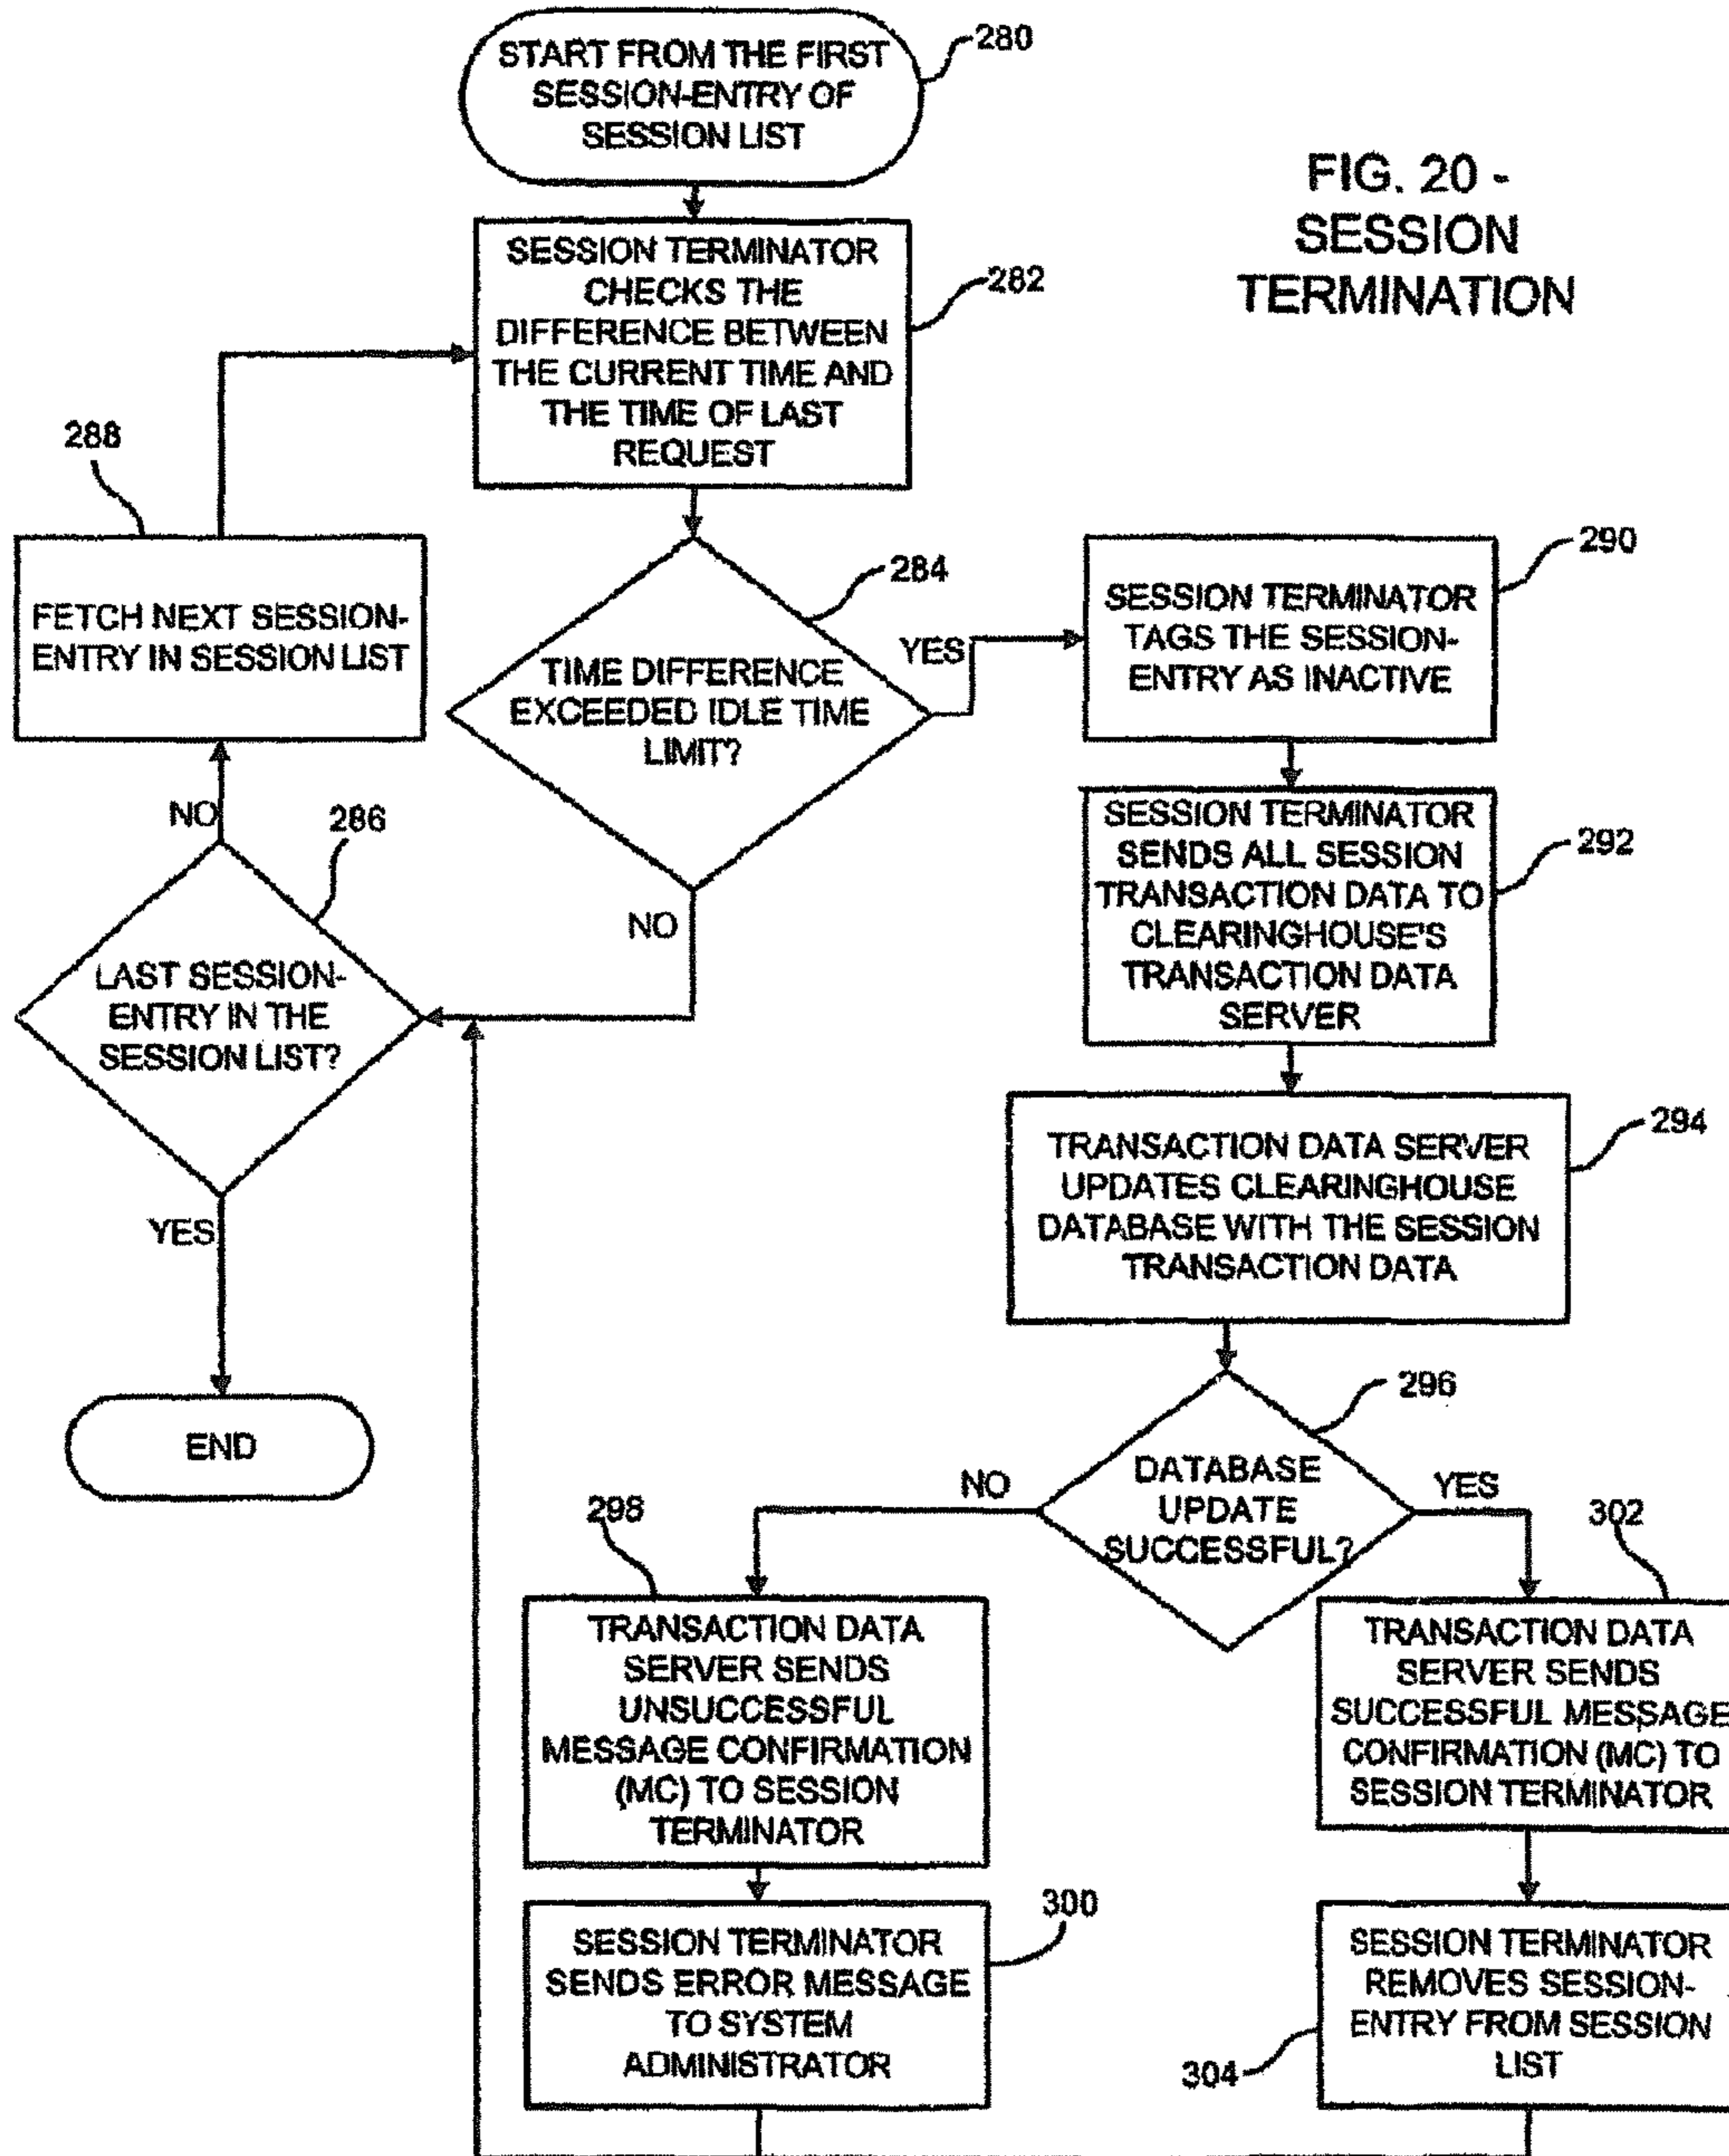 START FROM THE FIRST
SESSION-ENTRY OF
SESSION LIST
280
FIG. 20 -
SESSION
TERMINATION
SESSION TERMINATOR
CHECKS THE
DIFFERENCE BETWEEN
THE CURRENT TIME AND
THE TIME OF LAST
REQUEST
282
288
FETCH NEXT SESSION-
ENTRY IN SESSION LIST
284
TIME DIFFERENCE
EXCEEDED IDLE TIME
LIMIT?
YES
NO
290
SESSION TERMINATOR
TAGS THE SESSION-
ENTRY AS INACTIVE
NO
286
LAST SESSION-
ENTRY IN THE
SESSION LIST?
YES
END
SESSION TERMINATOR
SENDS ALL SESSION
TRANSACTION DATA TO
CLEARINGHOUSE'S
TRANSACTION DATA
SERVER
292
TRANSACTION DATA SERVER
UPDATES CLEARINGHOUSE
DATABASE WITH THE SESSION
TRANSACTION DATA
294
296
DATABASE
UPDATE
SUCCESSFUL?
NO
YES
298
TRANSACTION DATA
SERVER SENDS
UNSUCCESSFUL
MESSAGE CONFIRMATION
(MC) TO SESSION
TERMINATOR
302
TRANSACTION DATA
SERVER SENDS
SUCCESSFUL MESSAGE
CONFIRMATION (MC) TO
SESSION TERMINATOR
300
SESSION TERMINATOR
SENDS ERROR MESSAGE
TO SYSTEM
ADMINISTRATOR
304
SESSION TERMINATOR
REMOVES SESSION-
ENTRY FROM SESSION
LIST